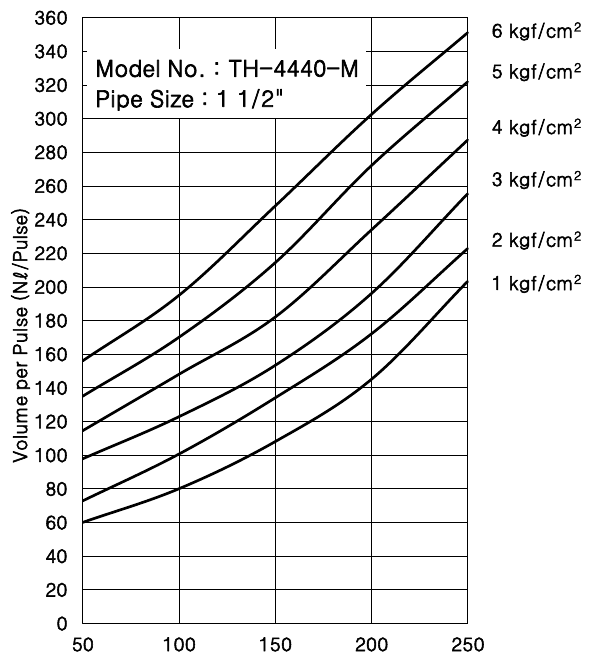 Model No. : TH-4440-M
Pipe Size : 1 1/2"
6 kgf/cm²
5 kgf/cm²
4 kgf/cm²
3 kgf/cm²
2 kgf/cm²
1 kgf/cm²
Volume per Pulse (Nℓ/Pulse)
360
340
320
300
280
260
240
220
200
180
160
140
120
100
80
60
40
20
0
50 100 150 200 250